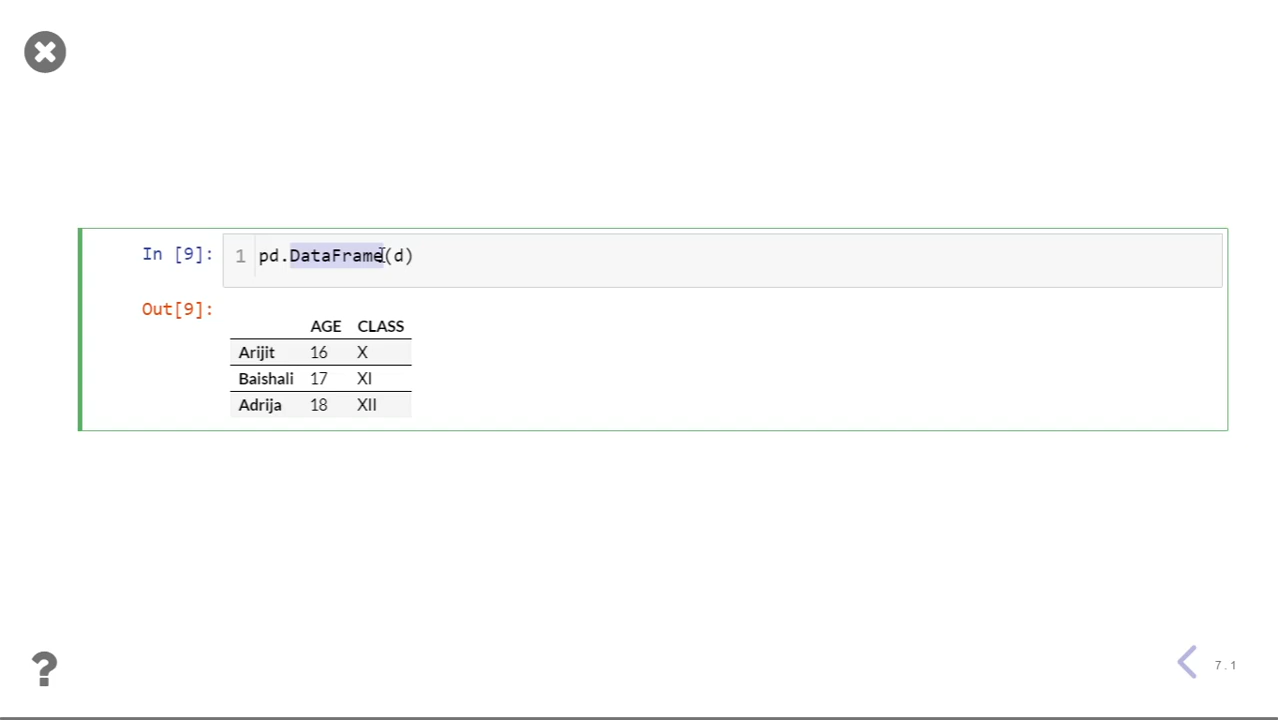 In [9]: 1 pd.DataFrame(d)
Out[9]:
AGE CLASS
Arijit 16 X
Baishali 17 XI
Adrija 18 XII
?
7.1